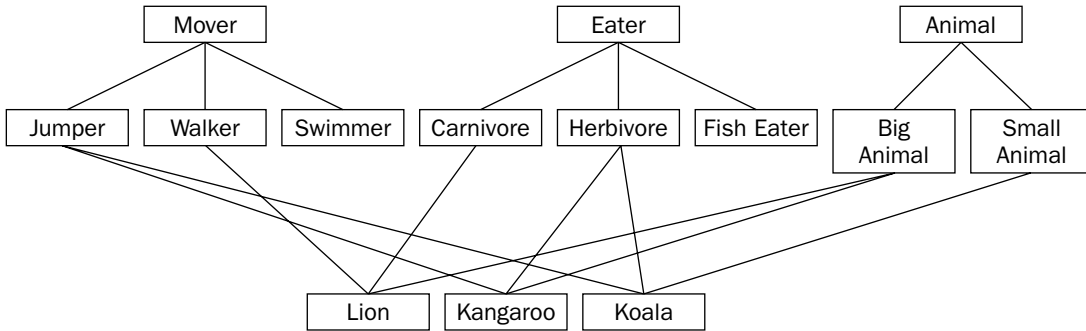 Mover
Eater
Animal
Jumper
Walker
Swimmer
Carnivore
Herbivore
Fish Eater
Big
Animal
Small
Animal
Lion
Kangaroo
Koala